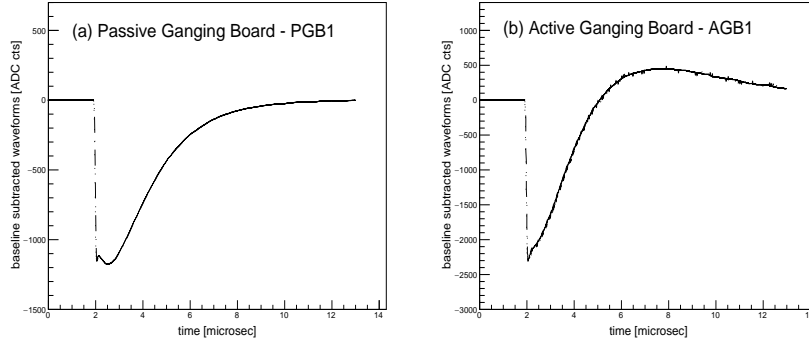 (a) Passive Ganging Board - PGB1
baseline subtracted waveforms [ADC cts]
500
0
−500
−1000
−1500
0 2 4 6 8 10 12 14
time [microsec]
(b) Active Ganging Board - AGB1
baseline subtracted waveforms [ADC cts]
1000
500
0
−500
−1000
−1500
−2000
−2500
−3000
0 2 4 6 8 10 12 14
time [microsec]